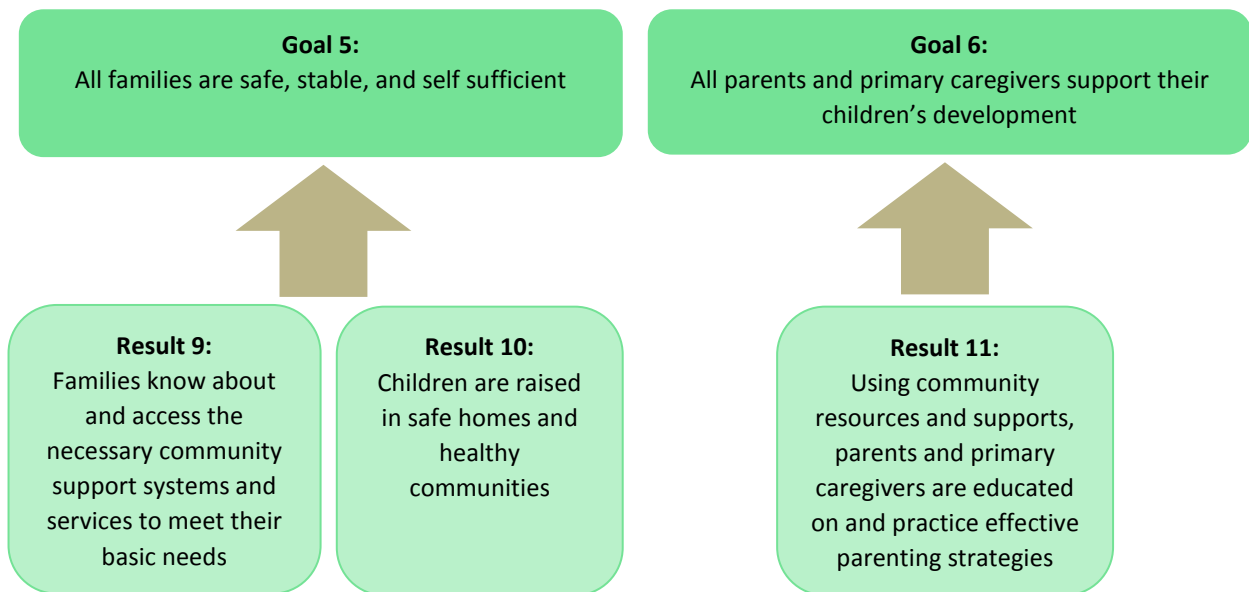 Goal 5:
All families are safe, stable, and self sufficient
Goal 6:
All parents and primary caregivers support their
children’s development
Result 9:
Families know about
and access the
necessary community
support systems and
services to meet their
basic needs
Result 10:
Children are raised
in safe homes and
healthy
communities
Result 11:
Using community
resources and supports,
parents and primary
caregivers are educated
on and practice effective
parenting strategies